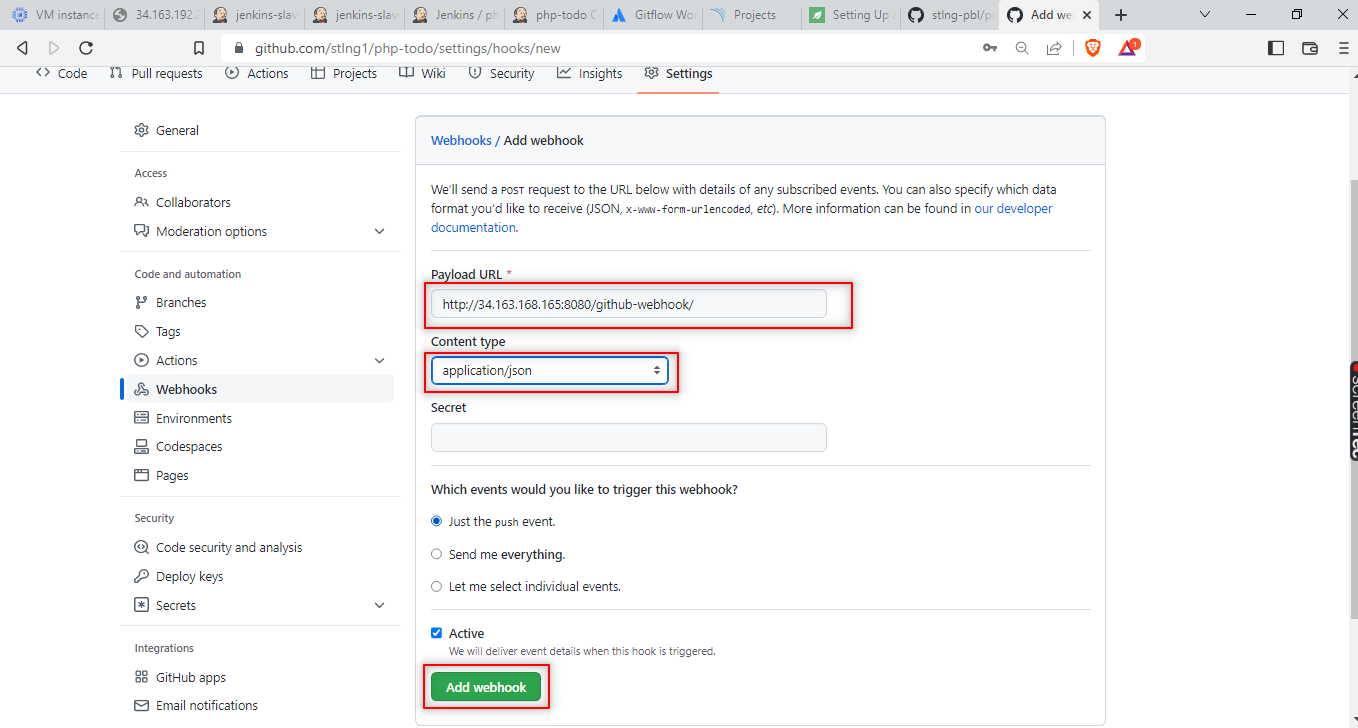 VM instance
34.163.192.2
jenkins-slav
jenkins-slav
Jenkins / ph
php-todo C
Gitflow Wor
Projects
Setting Up a
stlng-pbl/p
Add we
github.com/stlng1/php-todo/settings/hooks/new
1
Code
Pull requests
Actions
Projects
Wiki
Security
Insights
Settings
General
Access
Collaborators
Moderation options
Code and automation
Branches
Tags
Actions
Webhooks
Environments
Codespaces
Pages
Security
Code security and analysis
Deploy keys
Secrets
Integrations
GitHub apps
Email notifications
Webhooks / Add webhook
We'll send a POST request to the URL below with details of any subscribed events. You can also specify which data
format you'd like to receive (JSON, x-www-form-urlencoded, etc). More information can be found in our developer
documentation.
Payload URL *
http://34.163.168.165:8080/github-webhook/
Content type
application/json
Secret
Which events would you like to trigger this webhook?
Just the push event.
Send me everything.
Let me select individual events.
Active
We will deliver event details when this hook is triggered.
Add webhook